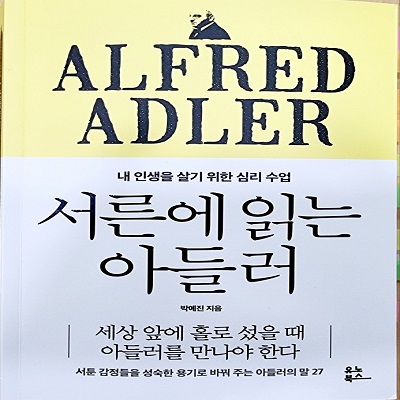 ALFRED
ADLER
내 인생을 살기 위한 심리 수업
서른에 읽는
아들러
박예진 지음
세상 앞에 홀로 섰을 때
아들러를 만나야 한다
서툰 감정들을 성숙한 용기로 바꿔 주는 아들러의 말 27
유노
북스